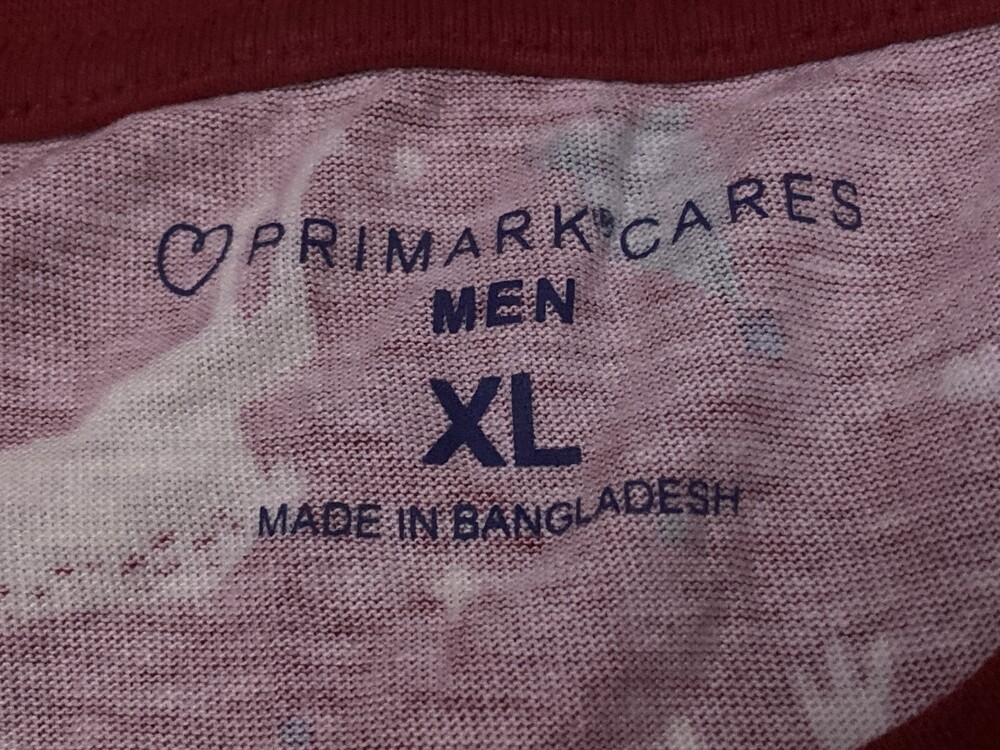 PRIMARK® CARES
MEN
XL
MADE IN BANGLADESH